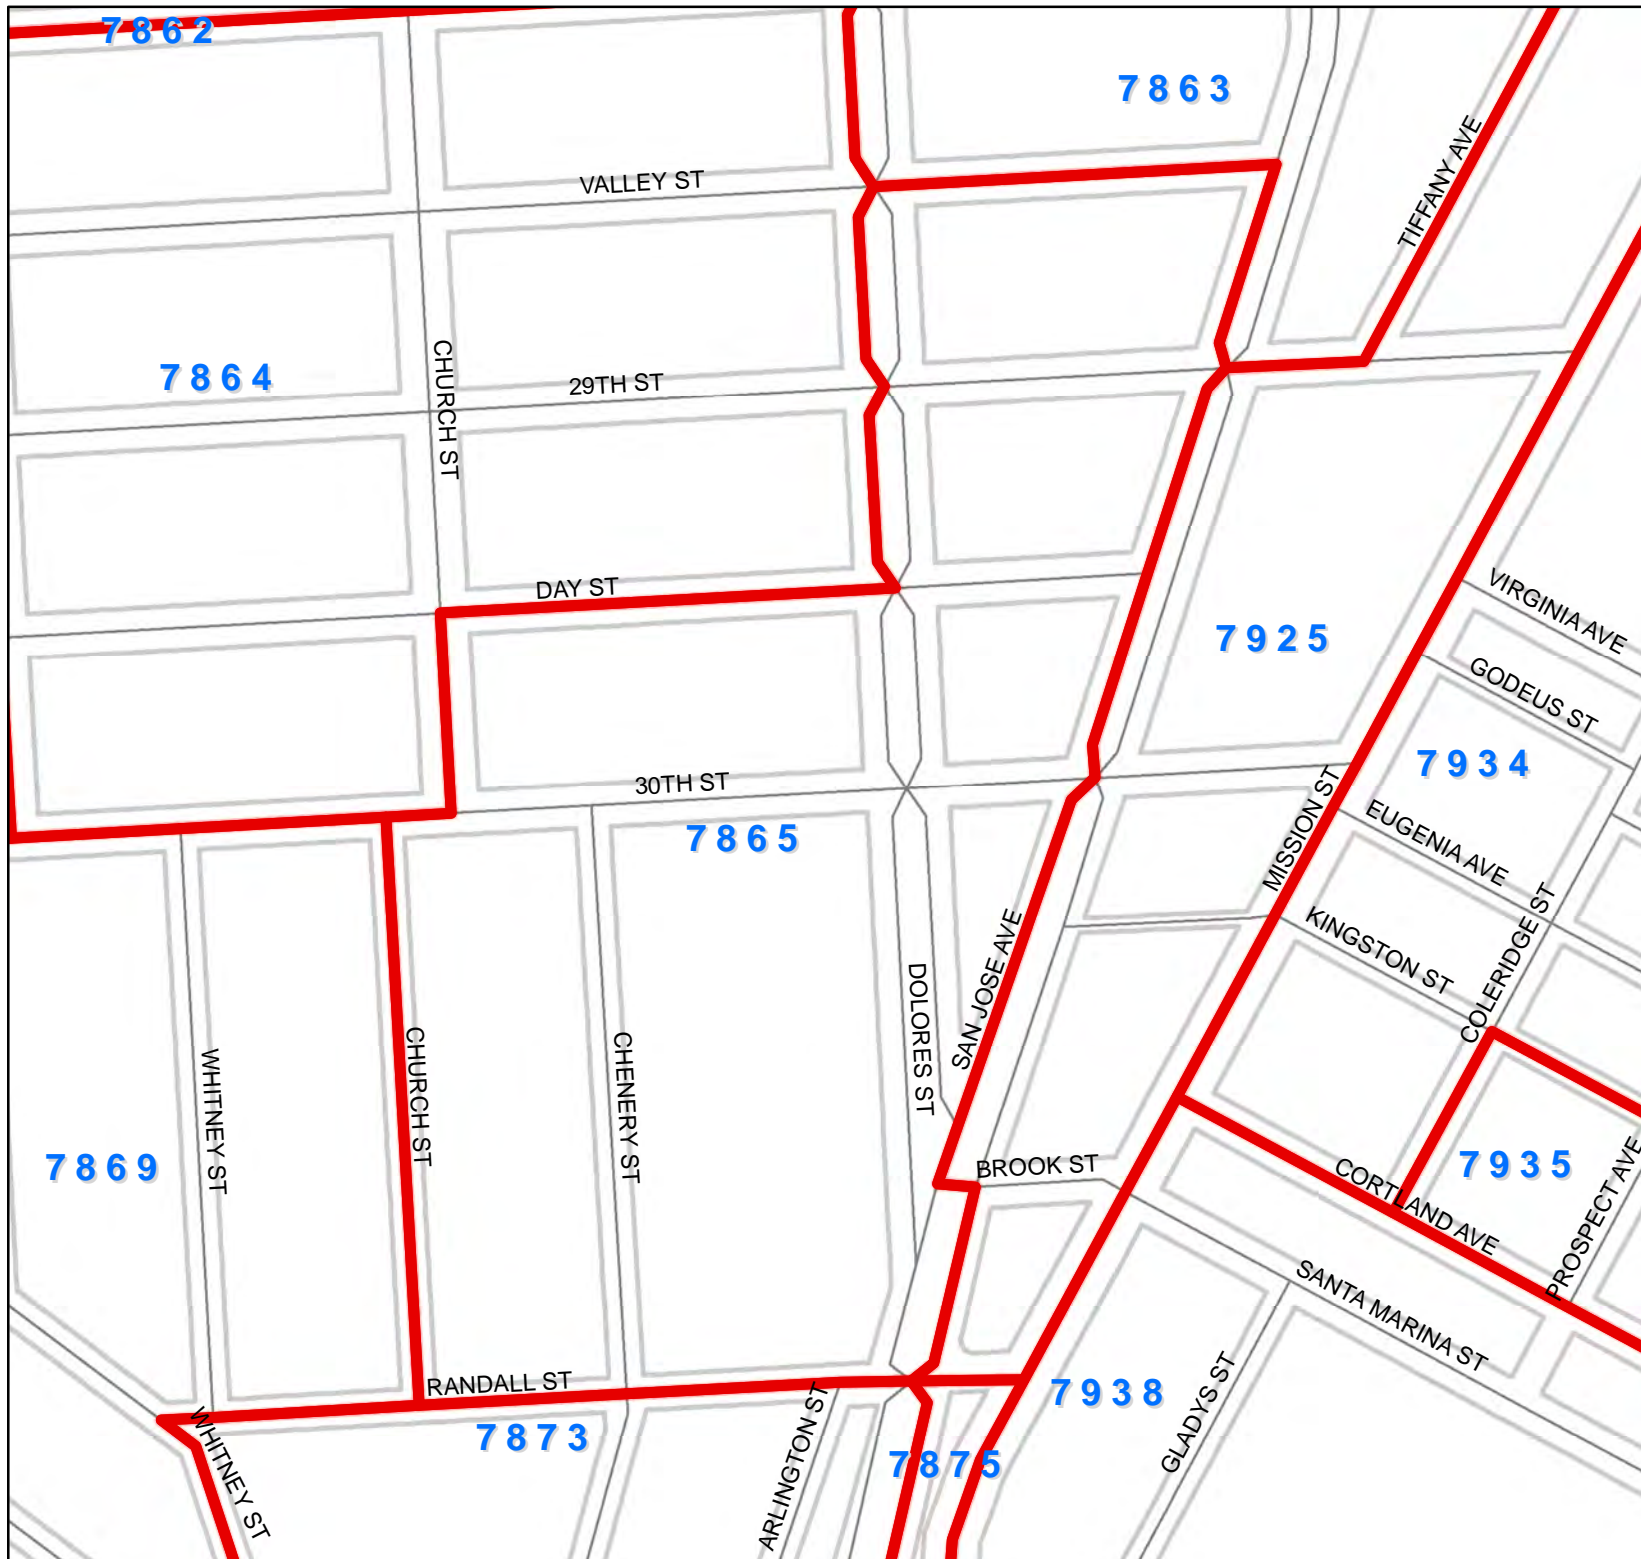 7862
7863
TIFFANY AVE
VALLEY ST
CHURCH ST
7864
29TH ST
DAY ST
VIRGINIA AVE
7925
GODEUS ST
7934
30TH ST
7865
MISSION ST
EUGENIA AVE
KINGSTON ST
COLERIDGE ST
SAN JOSE AVE
DOLORES ST
WHITNEY ST
CHURCH ST
CHENERY ST
7869
BROOK ST
7935
CORTLAND AVE
PROSPECT AVE
SANTA MARINA ST
RANDALL ST
7938
GLADYS ST
WHITNEY ST
7873
ARLINGTON ST
7875